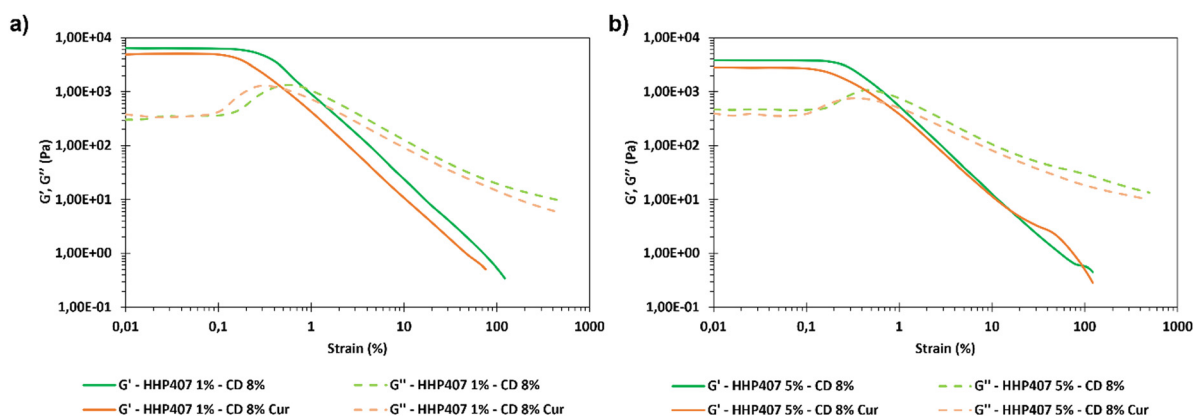 a)
1,00E+04
1,00E+03
1,00E+02
1,00E+01
1,00E+00
1,00E-01
G', G'' (Pa)
0,01 0,1 1 10 100 1000
Strain (%)
G' - HHP407 1% - CD 8% G'' - HHP407 1% - CD 8%
G' - HHP407 1% - CD 8% Cur G'' - HHP407 1% - CD 8% Cur
b)
1,00E+04
1,00E+03
1,00E+02
1,00E+01
1,00E+00
1,00E-01
G', G'' (Pa)
0,01 0,1 1 10 100 1000
Strain (%)
G' - HHP407 5% - CD 8% G'' - HHP407 5% - CD 8%
G' - HHP407 5% - CD 8% Cur G'' - HHP407 5% - CD 8% Cur